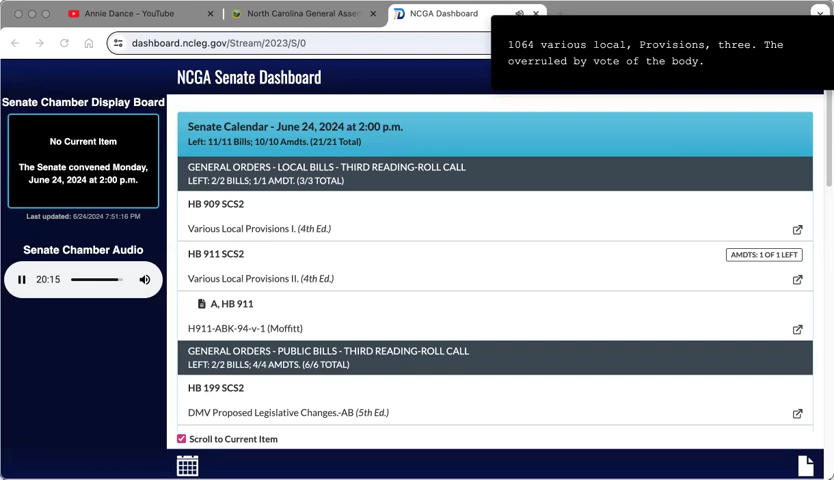 Annie Dance – YouTube
North Carolina General Assem
NCGA Dashboard
dashboard.ncleg.gov/Stream/2023/S/0
1064 various local, Provisions, three. The
overruled by vote of the body.
NCGA Senate Dashboard
Senate Chamber Display Board
No Current Item
The Senate convened Monday,
June 24, 2024 at 2:00 p.m.
Last updated: 6/24/2024 7:51:16 PM
Senate Chamber Audio
20:15
Senate Calendar - June 24, 2024 at 2:00 p.m.
Left: 11/11 Bills; 10/10 Amdts. (21/21 Total)
GENERAL ORDERS - LOCAL BILLS - THIRD READING-ROLL CALL
LEFT: 2/2 BILLS; 1/1 AMDT. (3/3 TOTAL)
HB 909 SCS2
Various Local Provisions I. (4th Ed.)
HB 911 SCS2
AMDTS: 1 OF 1 LEFT
Various Local Provisions II. (4th Ed.)
A, HB 911
H911-ABK-94-v-1 (Moffitt)
GENERAL ORDERS - PUBLIC BILLS - THIRD READING-ROLL CALL
LEFT: 2/2 BILLS; 4/4 AMDTS. (6/6 TOTAL)
HB 199 SCS2
DMV Proposed Legislative Changes.-AB (5th Ed.)
Scroll to Current Item